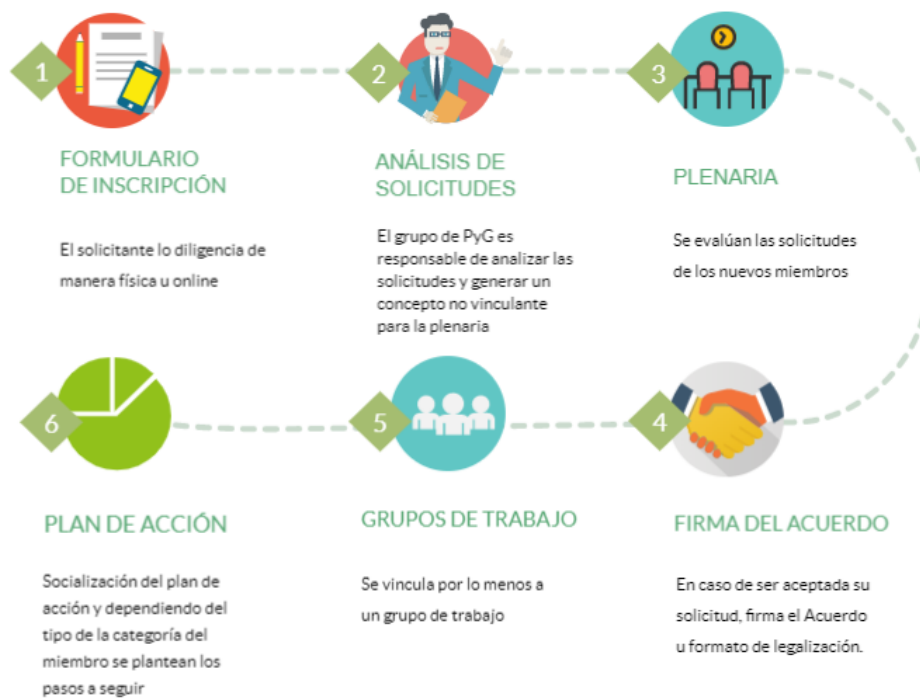 1
FORMULARIO
DE INSCRIPCIÓN
El solicitante lo diligencia de
manera física u online
2
ANÁLISIS DE
SOLICITUDES
El grupo de PyG es
responsable de analizar las
solicitudes y generar un
concepto no vinculante
para la plenaria
3
PLENARIA
Se evalúan las solicitudes
de los nuevos miembros
4
FIRMA DEL ACUERDO
En caso de ser aceptada su
solicitud, firma el Acuerdo
u formato de legalización.
5
GRUPOS DE TRABAJO
Se vincula por lo menos a
un grupo de trabajo
6
PLAN DE ACCIÓN
Socialización del plan de
acción y dependiendo del
tipo de la categoría del
miembro se plantean los
pasos a seguir